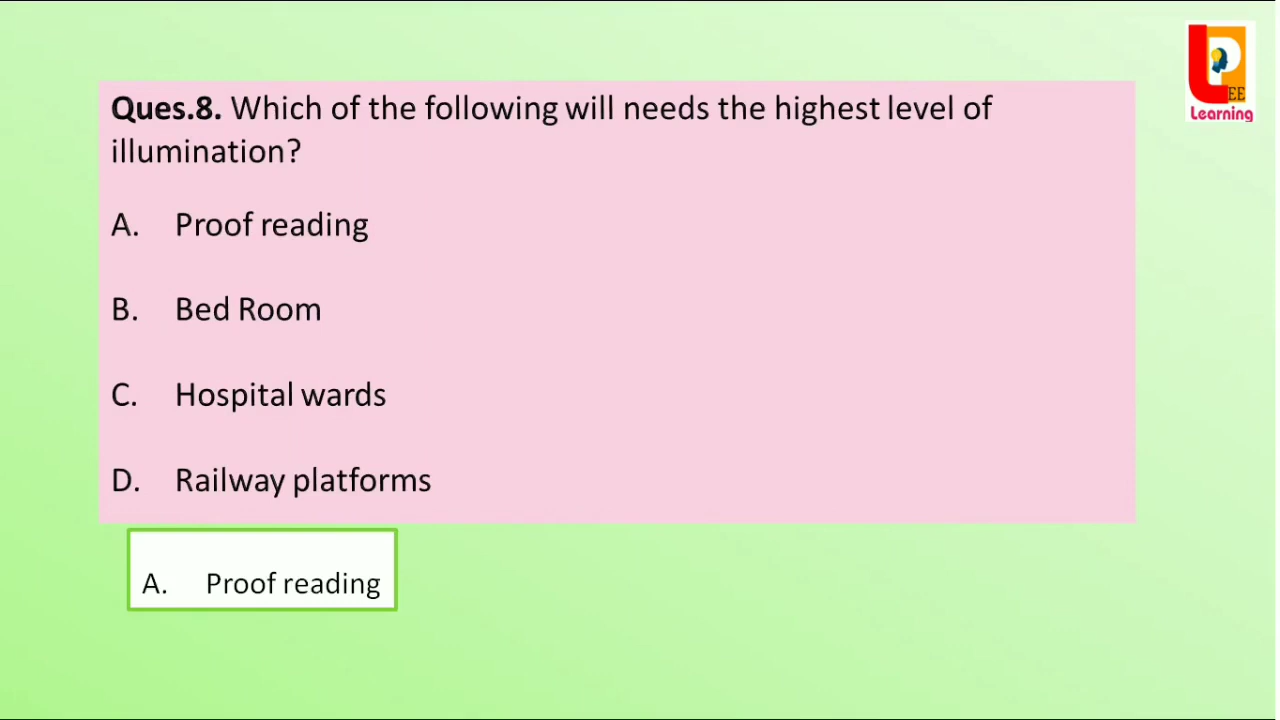 EE
Learning
Ques.8. Which of the following will needs the highest level of
illumination?
A. Proof reading
B. Bed Room
C. Hospital wards
D. Railway platforms
A. Proof reading